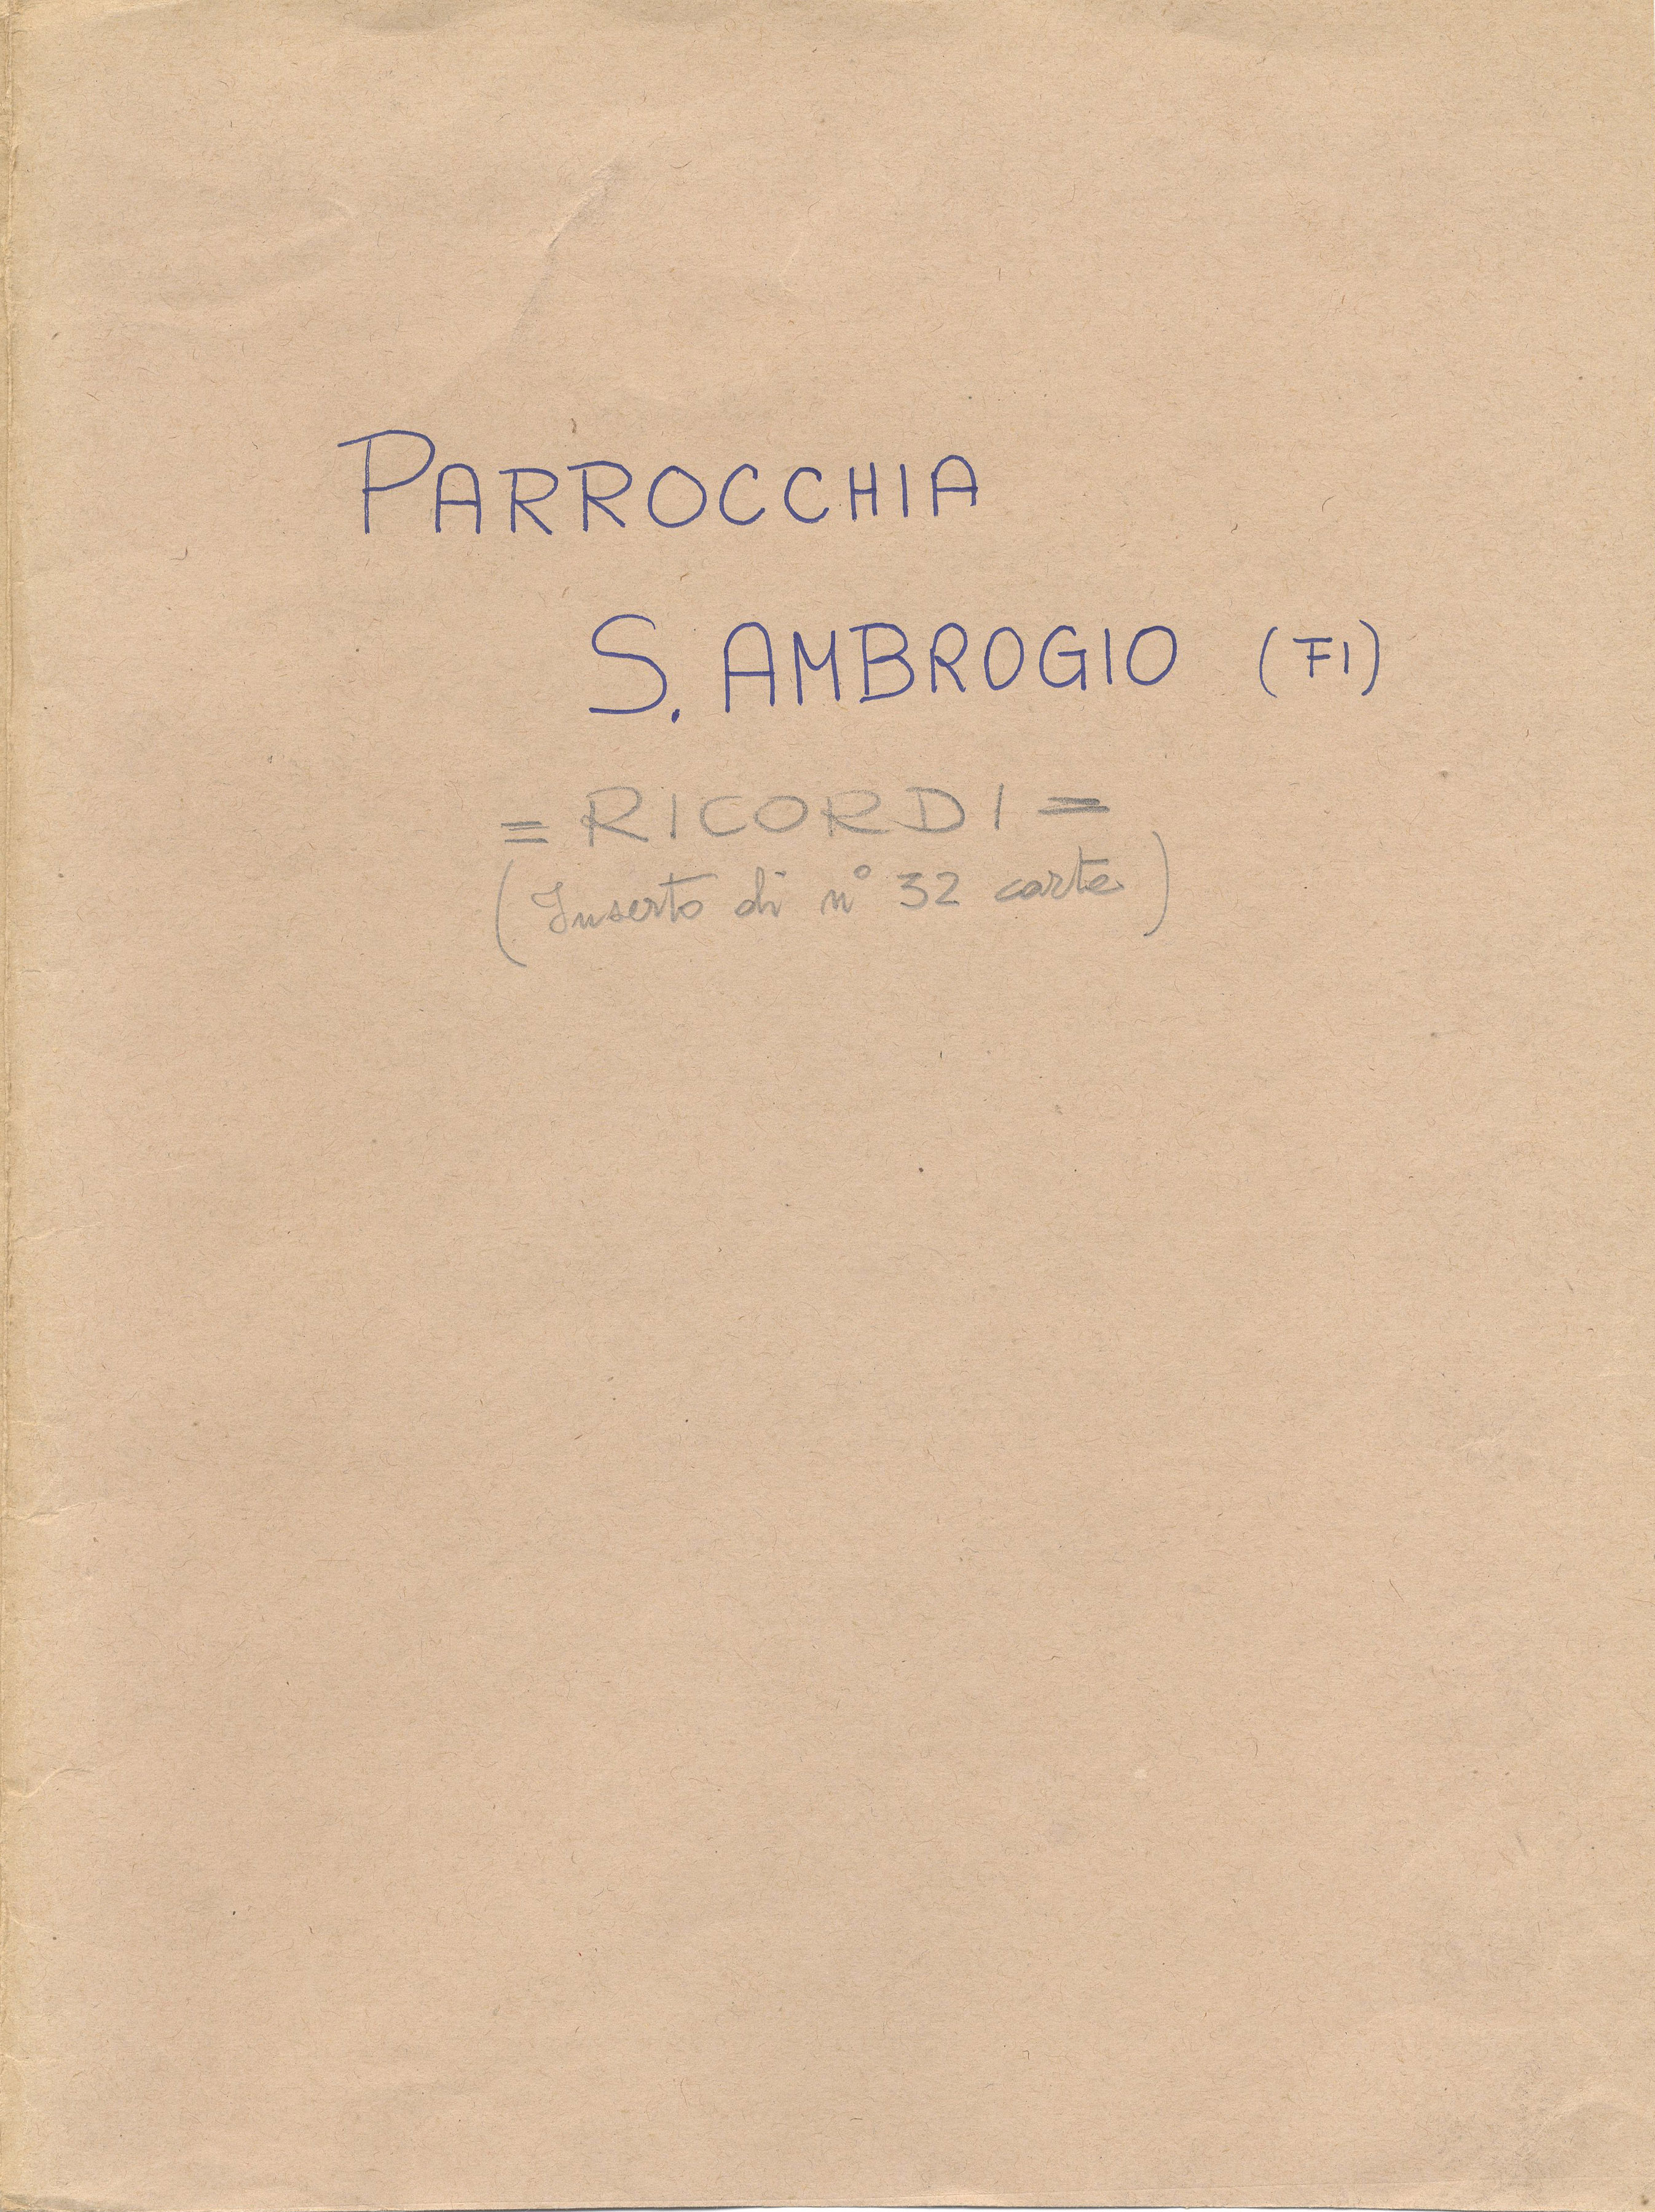 PARROCCHIA
S. AMBROGIO (FI)
= RICORDI =
(Inserto di n° 32 carte)